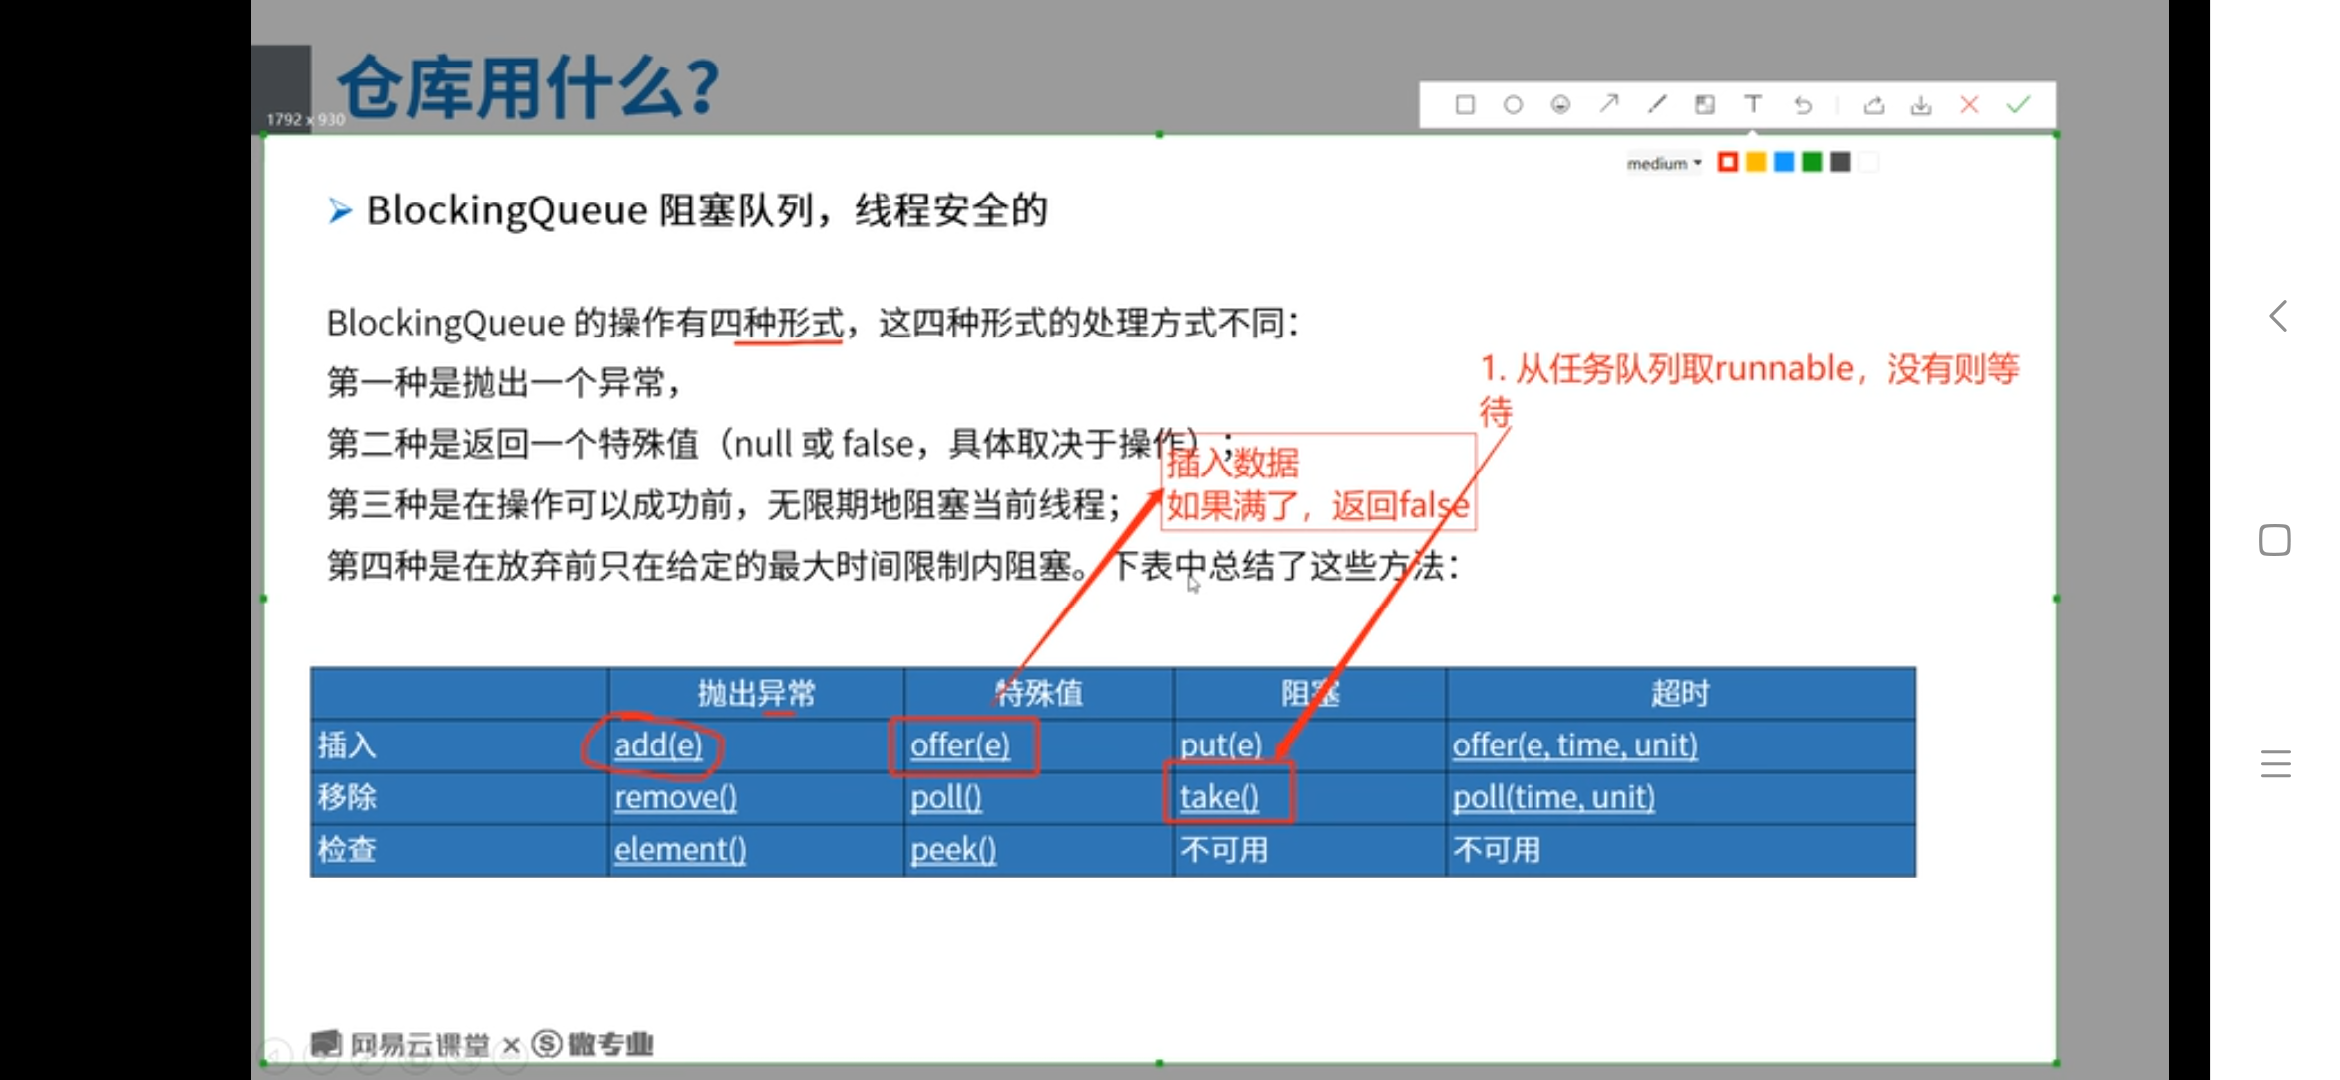 仓库用什么？
1792 x 930
medium
BlockingQueue 阻塞队列，线程安全的
BlockingQueue 的操作有四种形式，这四种形式的处理方式不同：
第一种是抛出一个异常，
1. 从任务队列取runnable，没有则等
待
第二种是返回一个特殊值（null 或 false，具体取决于操作）；
插入数据
如果满了，返回false
第三种是在操作可以成功前，无限期地阻塞当前线程；
第四种是在放弃前只在给定的最大时间限制内阻塞。下表中总结了这些方法：
抛出异常 特殊值 阻塞 超时
插入 add(e) offer(e) put(e) offer(e, time, unit)
移除 remove() poll() take() poll(time, unit)
检查 element() peek() 不可用 不可用
网易云课堂 × 微专业